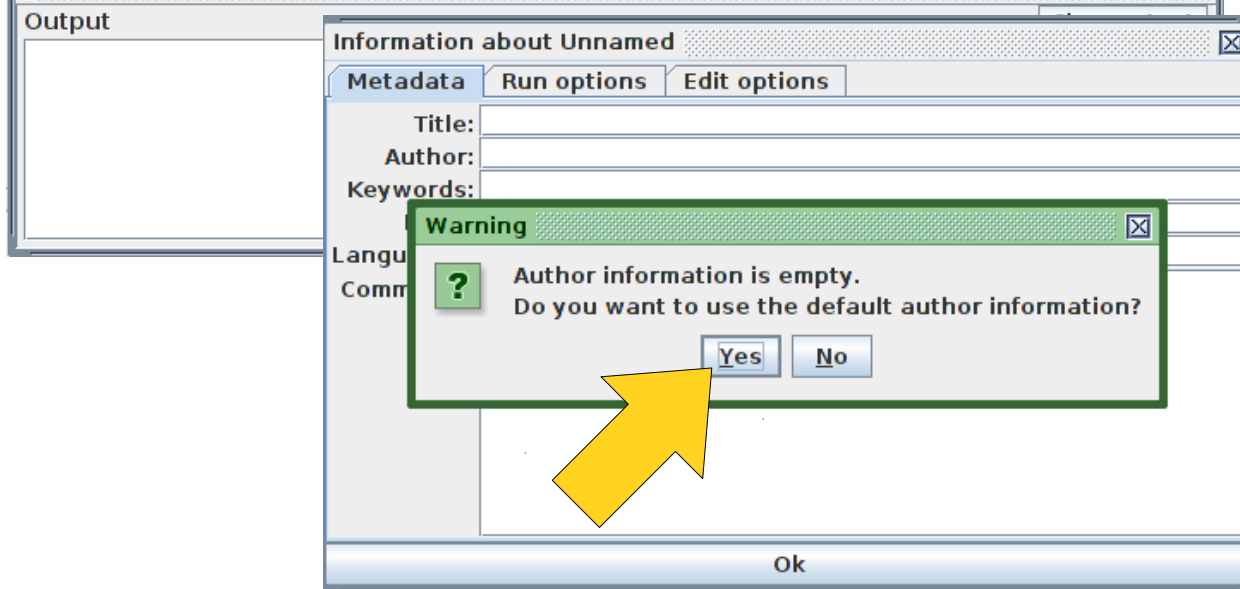 Output
Information about Unnamed
Metadata Run options Edit options
Title:
Author:
Keywords:
Warning
Langu
Comm
?
Author information is empty.
Do you want to use the default author information?
Yes No
Ok